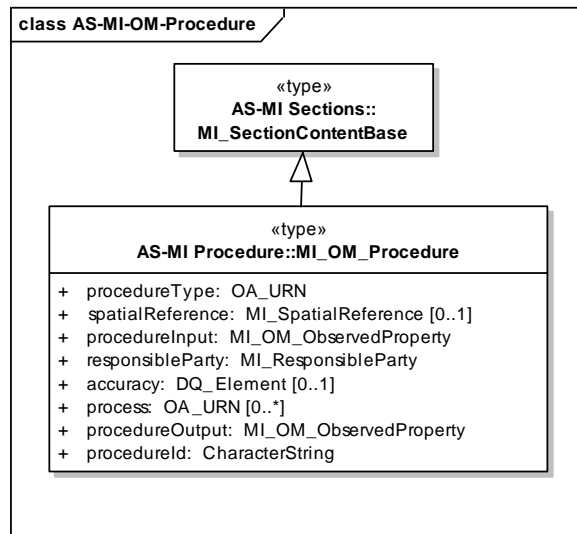 class AS-MI-OM-Procedure
«type»
AS-MI Sections::
MI_SectionContentBase
«type»
AS-MI Procedure::MI_OM_Procedure
+ procedureType: OA_URN
+ spatialReference: MI_SpatialReference [0..1]
+ procedureInput: MI_OM_ObservedProperty
+ responsibleParty: MI_ResponsibleParty
+ accuracy: DQ_Element [0..1]
+ process: OA_URN [0..*]
+ procedureOutput: MI_OM_ObservedProperty
+ procedureId: CharacterString